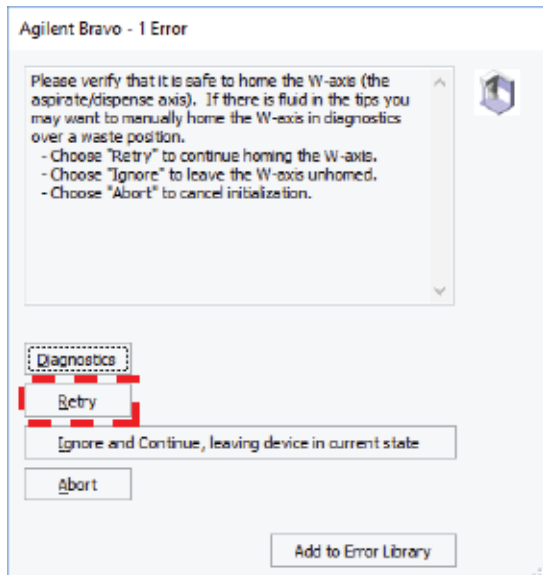 Agilent Bravo - 1 Error
Please verify that it is safe to home the W-axis (the
aspirate/dispense axis).  If there is fluid in the tips you
may want to manually home the W-axis in diagnostics
over a waste position.
- Choose "Retry" to continue homing the W-axis.
- Choose "Ignore" to leave the W-axis unhomed.
- Choose "Abort" to cancel initialization.
Diagnostics
Retry
Ignore and Continue, leaving device in current state
Abort
Add to Error Library